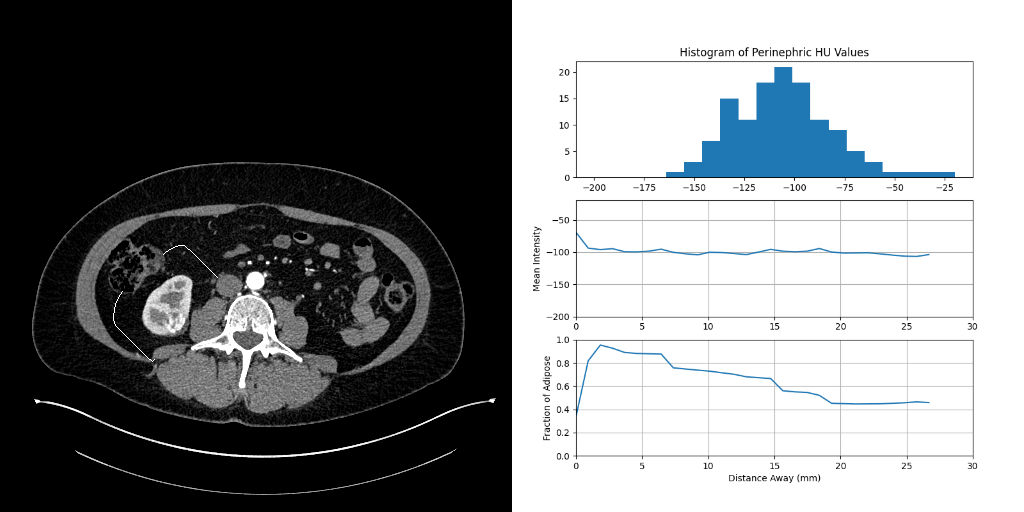 Histogram of Perinephric HU Values
20
15
10
5
0
−200 −175 −150 −125 −100 −75 −50 −25
Mean Intensity
−50
−100
−150
−200
0 5 10 15 20 25 30
Fraction of Adipose
1.0
0.8
0.6
0.4
0.2
0.0
0 5 10 15 20 25 30
Distance Away (mm)